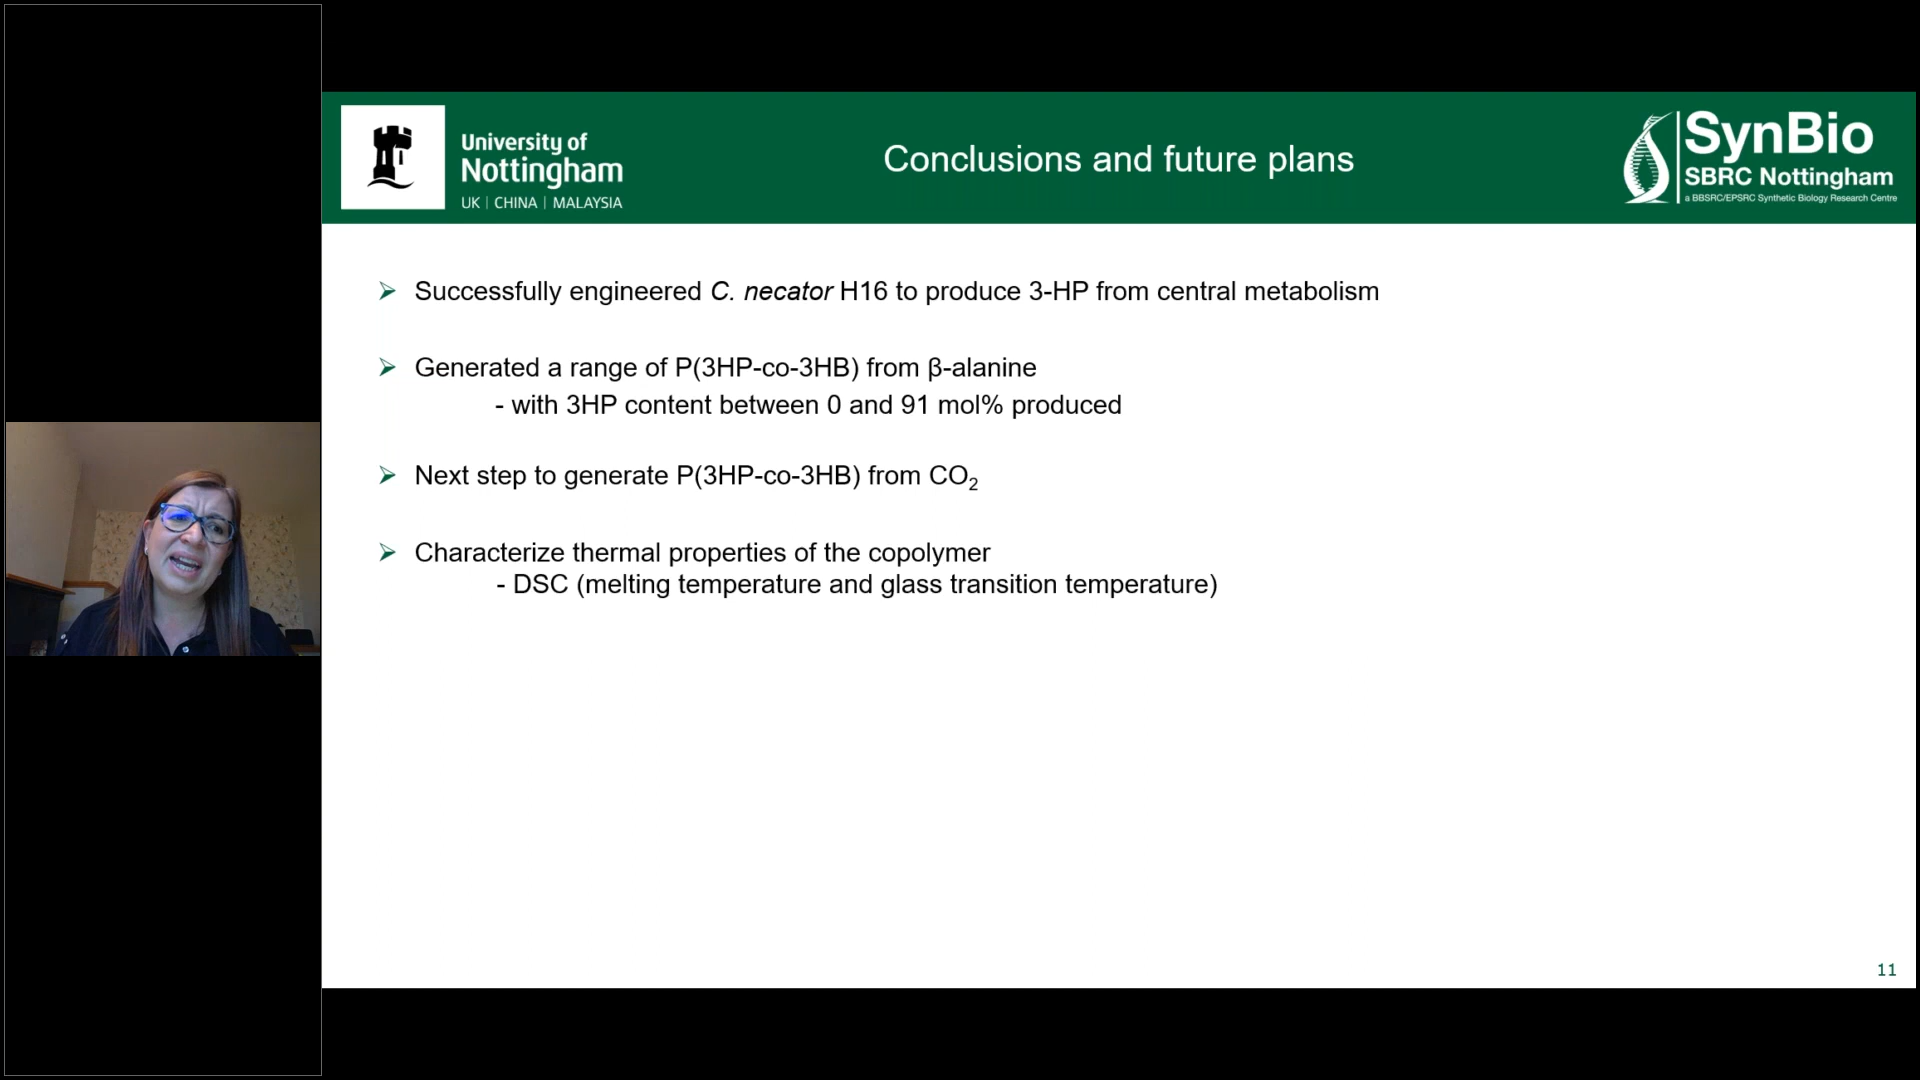 University of
Nottingham
UK | CHINA | MALAYSIA
Conclusions and future plans
SynBio
SBRC Nottingham
a BBSRC/EPSRC Synthetic Biology Research Centre
Successfully engineered C. necator H16 to produce 3-HP from central metabolism
Generated a range of P(3HP-co-3HB) from β-alanine
- with 3HP content between 0 and 91 mol% produced
Next step to generate P(3HP-co-3HB) from CO₂
Characterize thermal properties of the copolymer
- DSC (melting temperature and glass transition temperature)
11